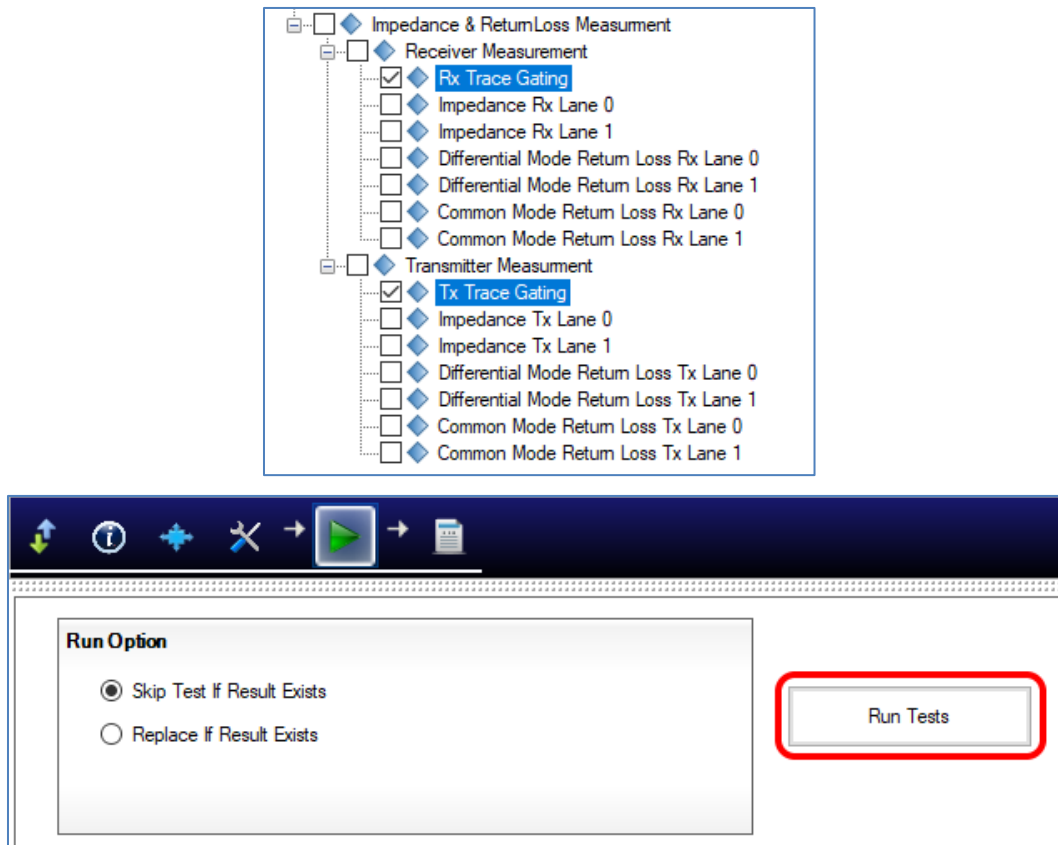 Impedance & ReturnLoss Measurment
Receiver Measurement
Rx Trace Gating
Impedance Rx Lane 0
Impedance Rx Lane 1
Differential Mode Return Loss Rx Lane 0
Differential Mode Return Loss Rx Lane 1
Common Mode Return Loss Rx Lane 0
Common Mode Return Loss Rx Lane 1
Transmitter Measurment
Tx Trace Gating
Impedance Tx Lane 0
Impedance Tx Lane 1
Differential Mode Return Loss Tx Lane 0
Differential Mode Return Loss Tx Lane 1
Common Mode Return Loss Tx Lane 0
Common Mode Return Loss Tx Lane 1
Run Option
Skip Test If Result Exists
Replace If Result Exists
Run Tests